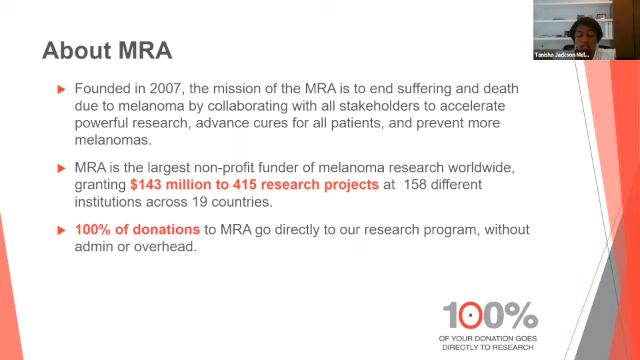 About MRA
Founded in 2007, the mission of the MRA is to end suffering and death
due to melanoma by collaborating with all stakeholders to accelerate
powerful research, advance cures for all patients, and prevent more
melanomas.
MRA is the largest non-profit funder of melanoma research worldwide,
granting $143 million to 415 research projects at 158 different
institutions across 19 countries.
100% of donations to MRA go directly to our research program, without
admin or overhead.
100%
OF YOUR DONATION GOES
DIRECTLY TO RESEARCH
Tanisha Jackson Mel...